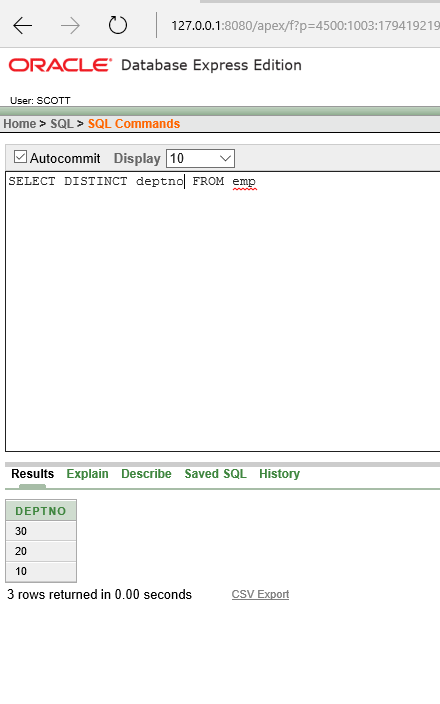 127.0.0.1:8080/apex/f?p=4500:1003:179419219
ORACLE® Database Express Edition
User: SCOTT
Home > SQL > SQL Commands
Autocommit Display 10
SELECT DISTINCT deptno FROM emp
Results Explain Describe Saved SQL History
DEPTNO
30
20
10
3 rows returned in 0.00 seconds CSV Export